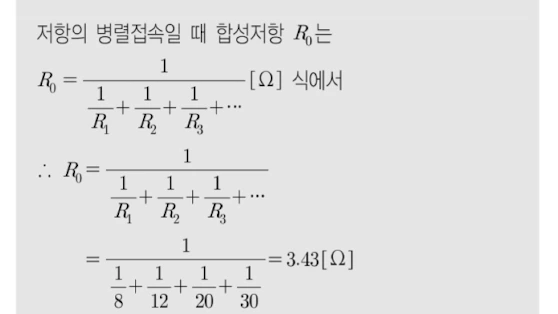 저항의 병렬접속일 때 합성저항 R₀는
R₀ = 1 / (1/R₁ + 1/R₂ + 1/R₃ + ⋯) [Ω] 식에서
∴ R₀ = 1 / (1/R₁ + 1/R₂ + 1/R₃ + ⋯)
= 1 / (1/8 + 1/12 + 1/20 + 1/30) = 3.43[Ω]